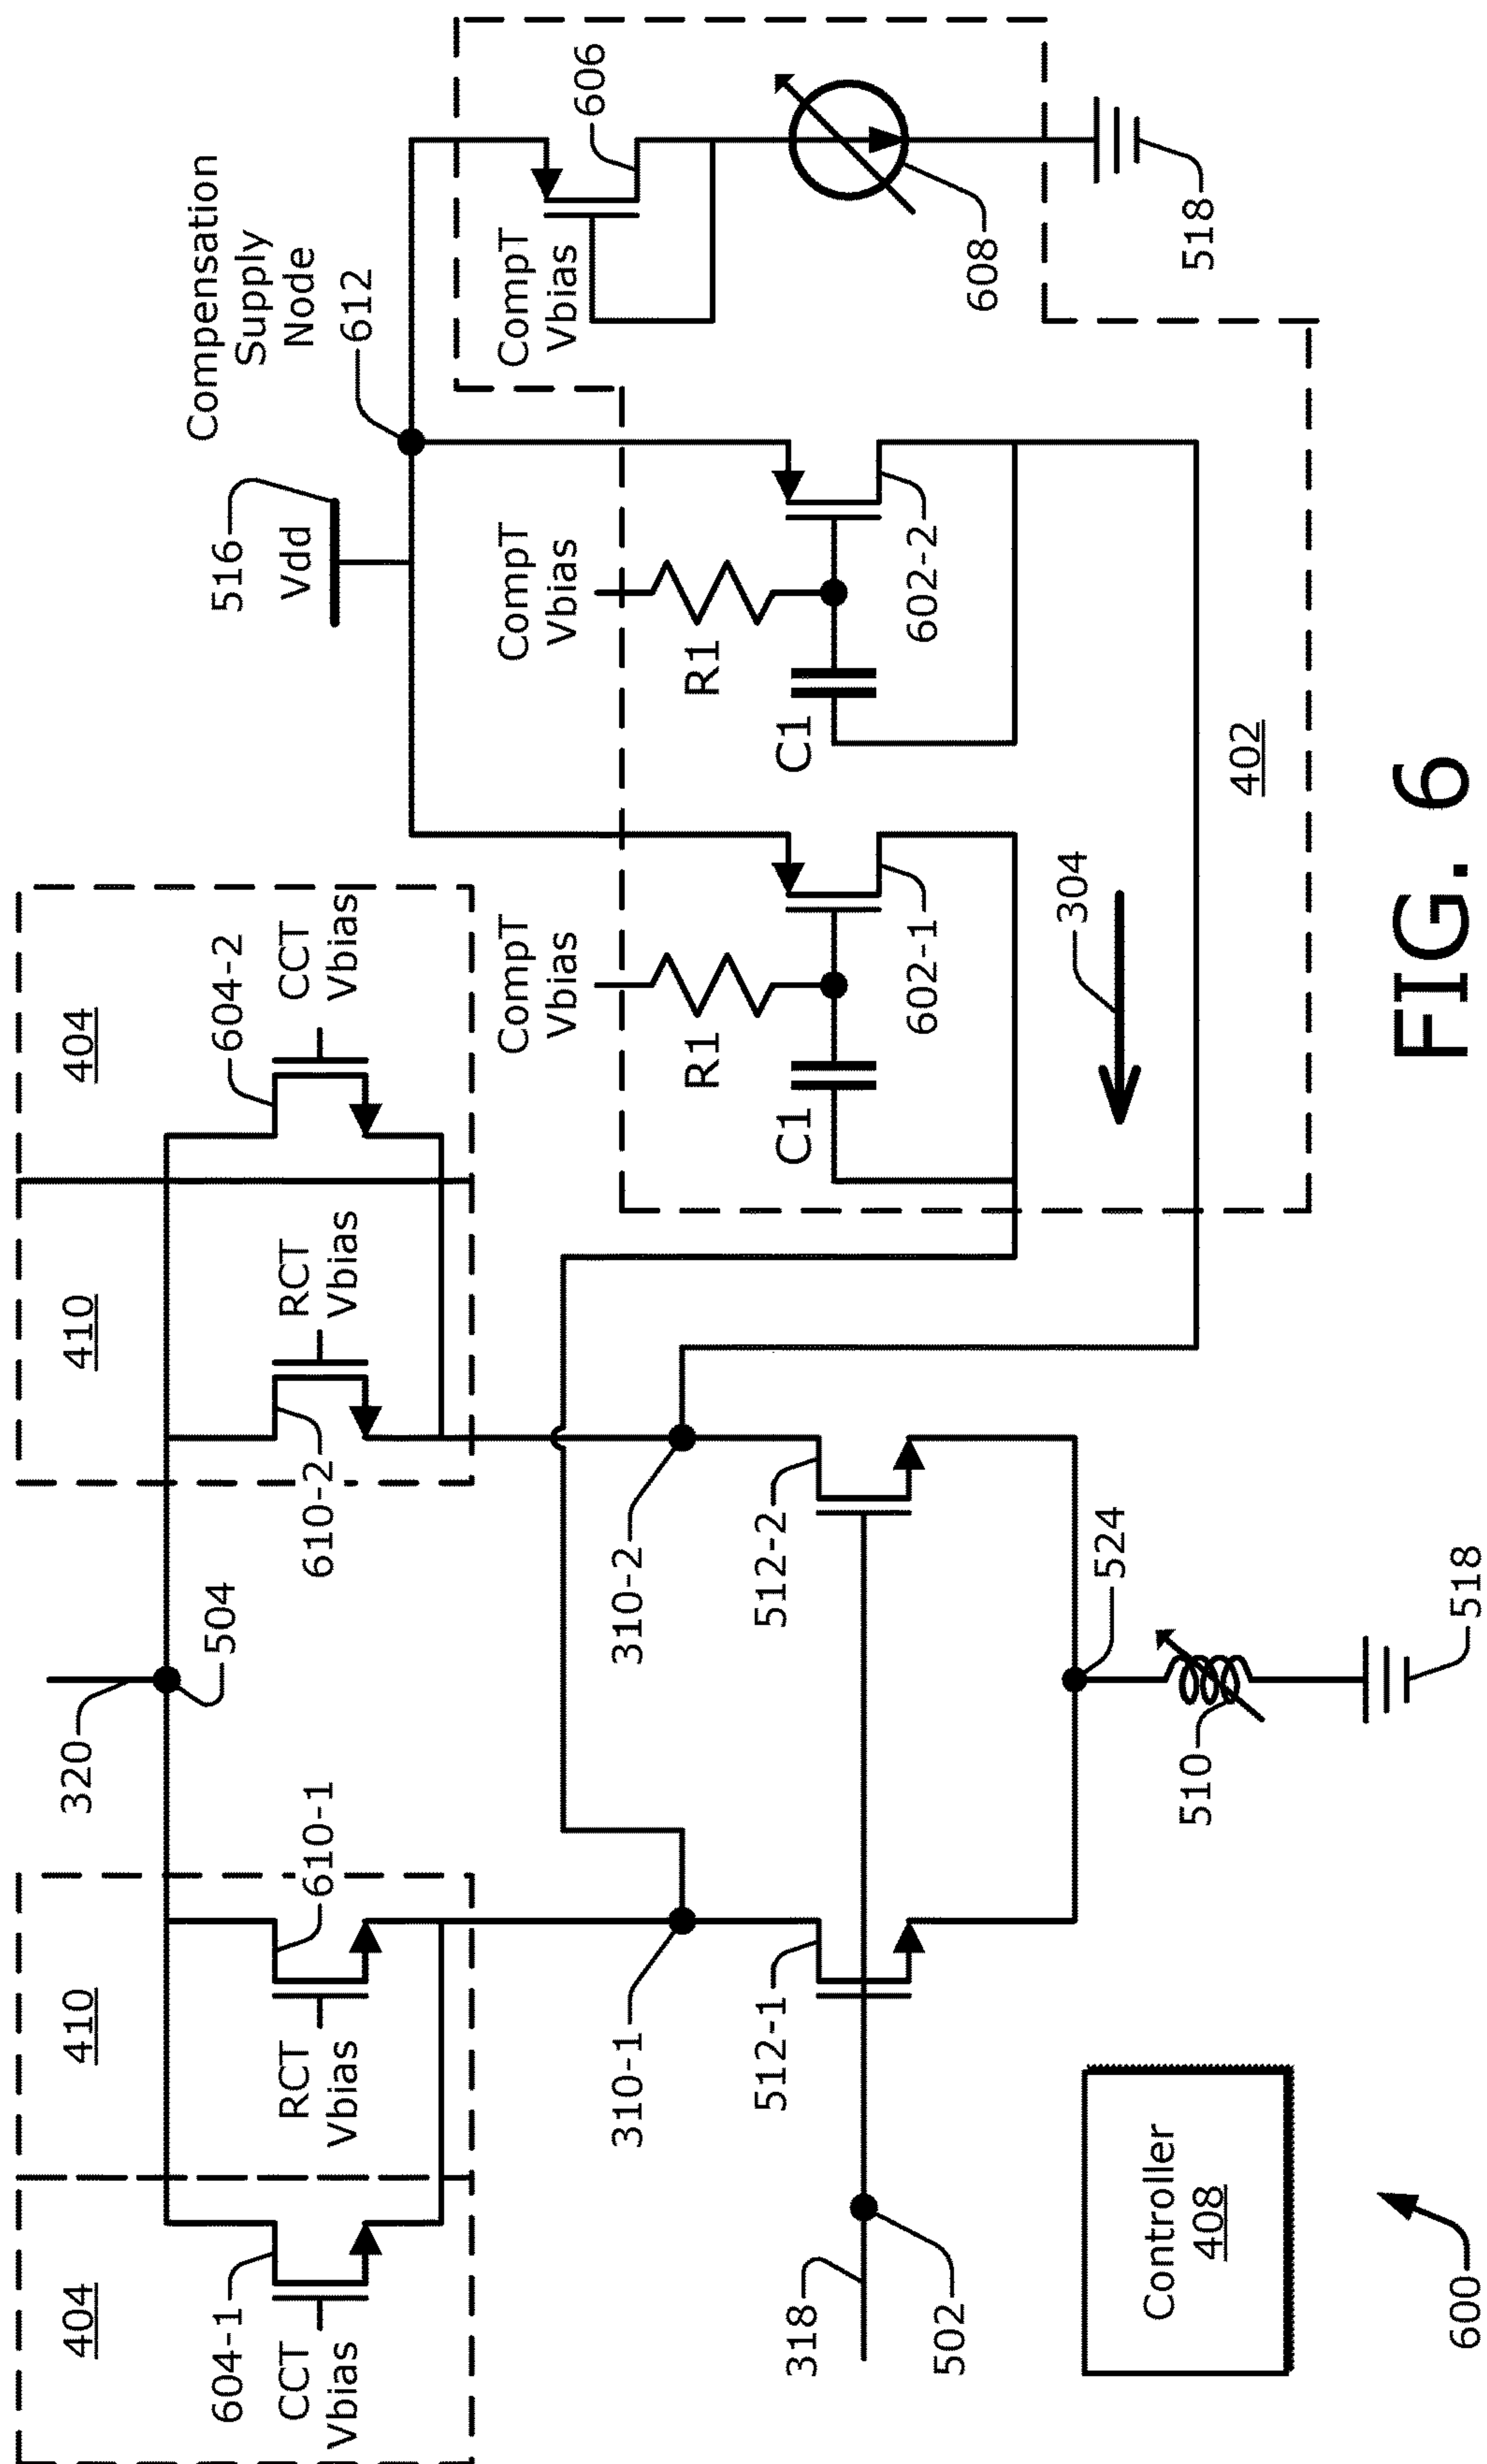 404
410
320
410
404
604-1
CCT
Vbias
RCT
Vbias
610-1
504
610-2
RCT
Vbias
604-2
CCT
Vbias
516
Vdd
Compensation
Supply
Node
612
310-1
310-2
CompT
Vbias
CompT
Vbias
CompT
Vbias
606
R1
R1
C1
C1
602-1
602-2
608
518
318
502
512-1
512-2
524
304
402
510
518
Controller
408
600
FIG. 6